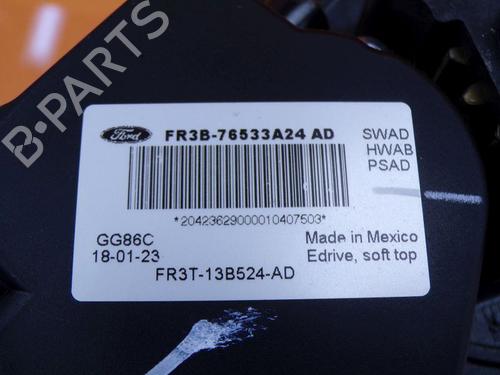 Ford FR3B-76533A24 AD SWAD
HWAB
PSAD
*20423629000010407503*
GG86C Made in Mexico
18-01-23 Edrive, soft top
FR3T-13B524-AD
B-PARTS